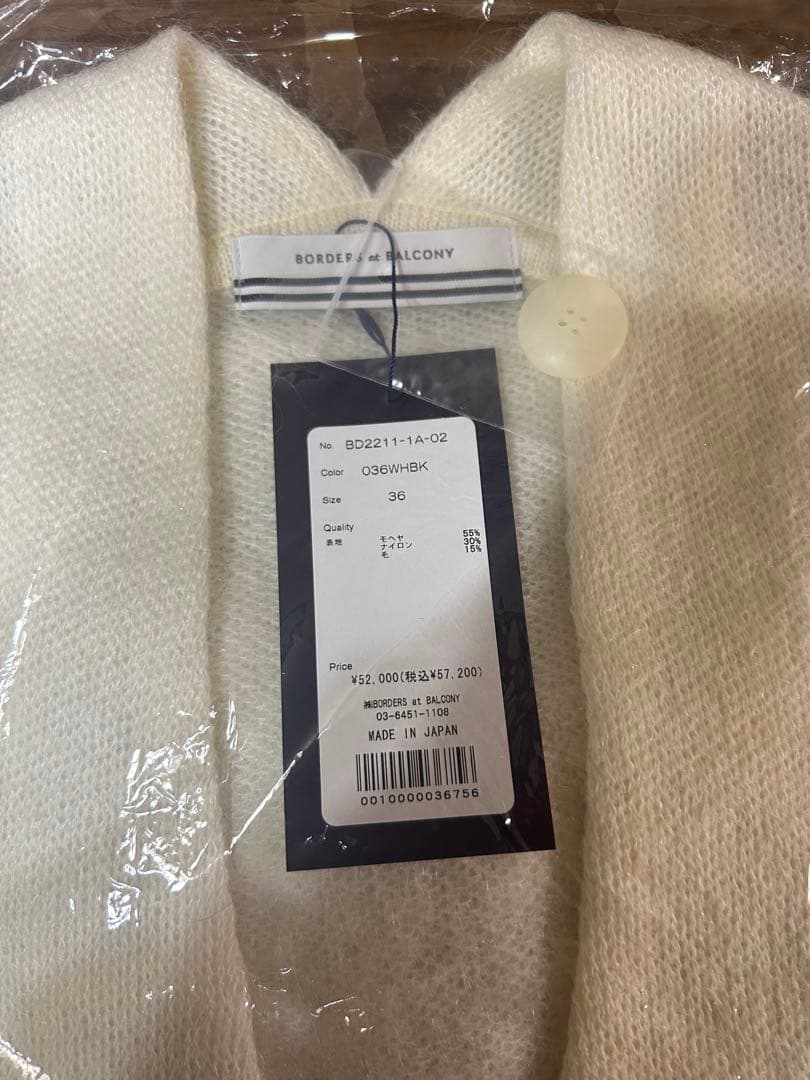 BORDERS at BALCONY
No. BD2211-1A-02
Color 036WHBK
Size 36
Quality
表地 モヘヤ 55%
ナイロン 30%
毛 15%
Price
¥52,000(税込¥57,200)
㈱BORDERS at BALCONY
03-6451-1108
MADE IN JAPAN
0010000036756